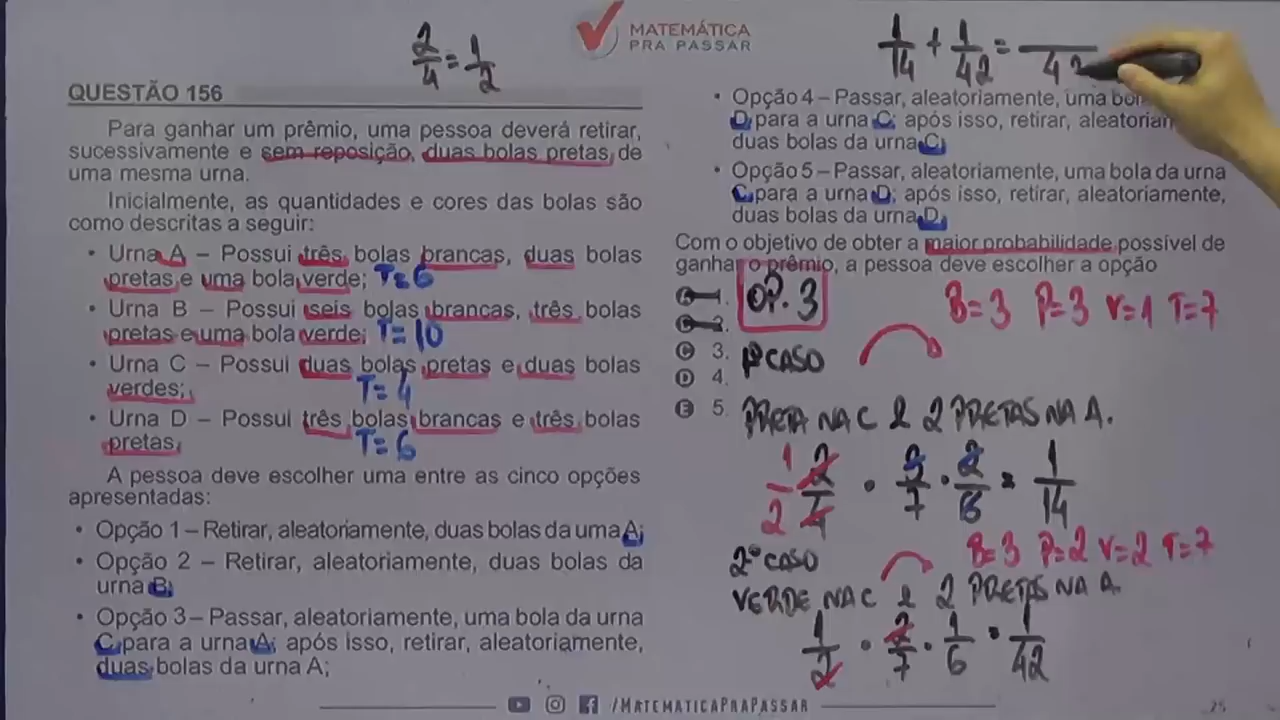 2/4 = 1/2
MATEMÁTICA
PRA PASSAR
1/14 + 1/42 = /42
QUESTÃO 156
Para ganhar um prêmio, uma pessoa deverá retirar,
sucessivamente e sem reposição, duas bolas pretas de
uma mesma urna.
Inicialmente, as quantidades e cores das bolas são
como descritas a seguir:
• Urna A – Possui três bolas brancas, duas bolas
pretas e uma bola verde; T=6
• Urna B – Possui seis bolas brancas, três bolas
pretas e uma bola verde; T=10
• Urna C – Possui duas bolas pretas e duas bolas
verdes; T=4
• Urna D – Possui três bolas brancas e três bolas
pretas. T=6
A pessoa deve escolher uma entre as cinco opções
apresentadas:
• Opção 1 – Retirar, aleatoriamente, duas bolas da urna A;
• Opção 2 – Retirar, aleatoriamente, duas bolas da
urna B;
• Opção 3 – Passar, aleatoriamente, uma bola da urna
C para a urna A; após isso, retirar, aleatoriamente,
duas bolas da urna A;
• Opção 4 – Passar, aleatoriamente, uma
D para a urna C; após isso, retirar,
duas bolas da urna C;
• Opção 5 – Passar, aleatoriamente, uma bola da urna
C para a urna D; após isso, retirar, aleatoriamente,
duas bolas da urna D.
Com o objetivo de obter a maior probabilidade possível de
ganhar o prêmio, a pessoa deve escolher a opção
A 1.
B 2.
C 3.
D 4.
E 5.
OP. 3
B=3 P=3 V=1 T=7
1º CASO
PRETA NA C E 2 PRETAS NA A.
1/2 2/4 · 3/7 · 2/6 = 1/14
B=3 P=2 V=2 T=7
2º CASO
VERDE NA C E 2 PRETAS NA A.
1/2 · 2/7 · 1/6 = 1/42
/MATEMATICAPRAPASSAR
25